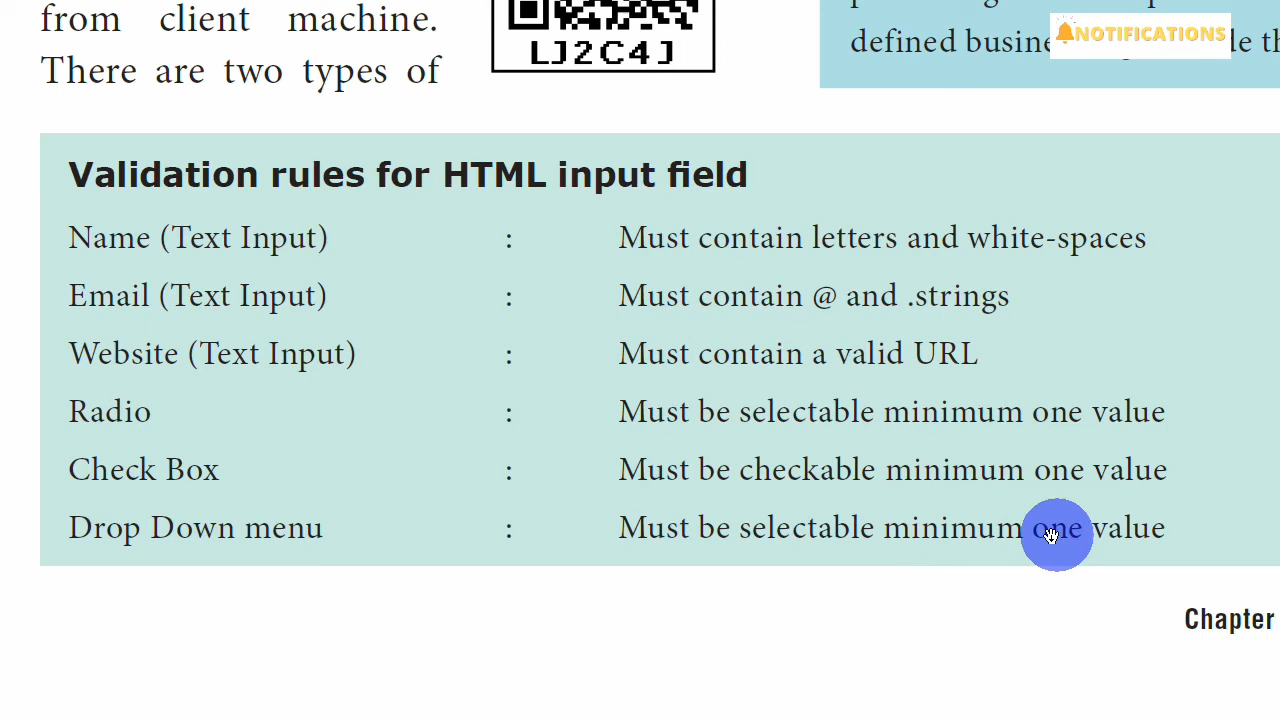 from client machine.
There are two types of
LJ2C4J
defined
NOTIFICATIONS
Validation rules for HTML input field
Name (Text Input) : Must contain letters and white-spaces
Email (Text Input) : Must contain @ and .strings
Website (Text Input) : Must contain a valid URL
Radio : Must be selectable minimum one value
Check Box : Must be checkable minimum one value
Drop Down menu : Must be selectable minimum one value
Chapter